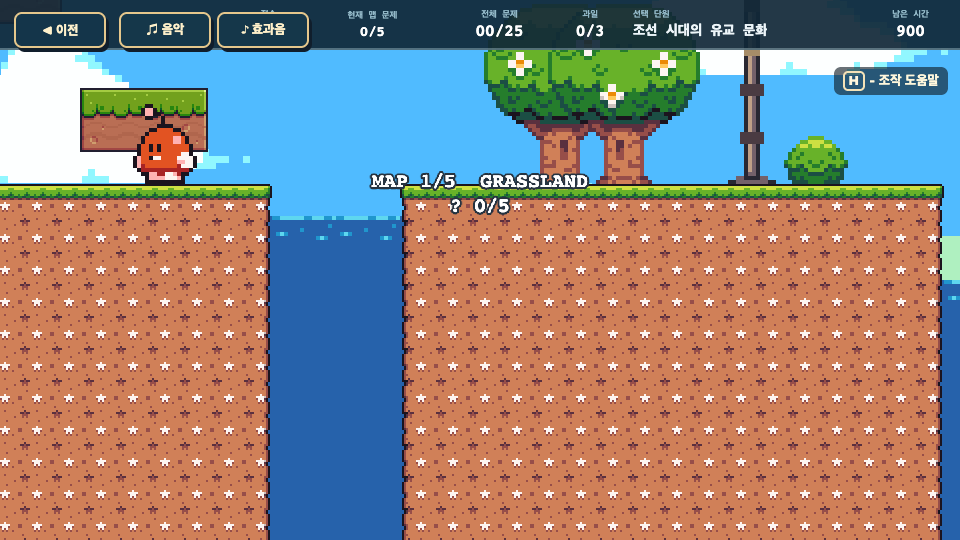 ◀ 이전
♫ 음악
♪ 효과음
현재 맵 문제
0/5
전체 문제
00/25
과일
0/3
선택 단원
조선 시대의 유교 문화
남은 시간
900
H - 조작 도움말
MAP 1/5 GRASSLAND
? 0/5